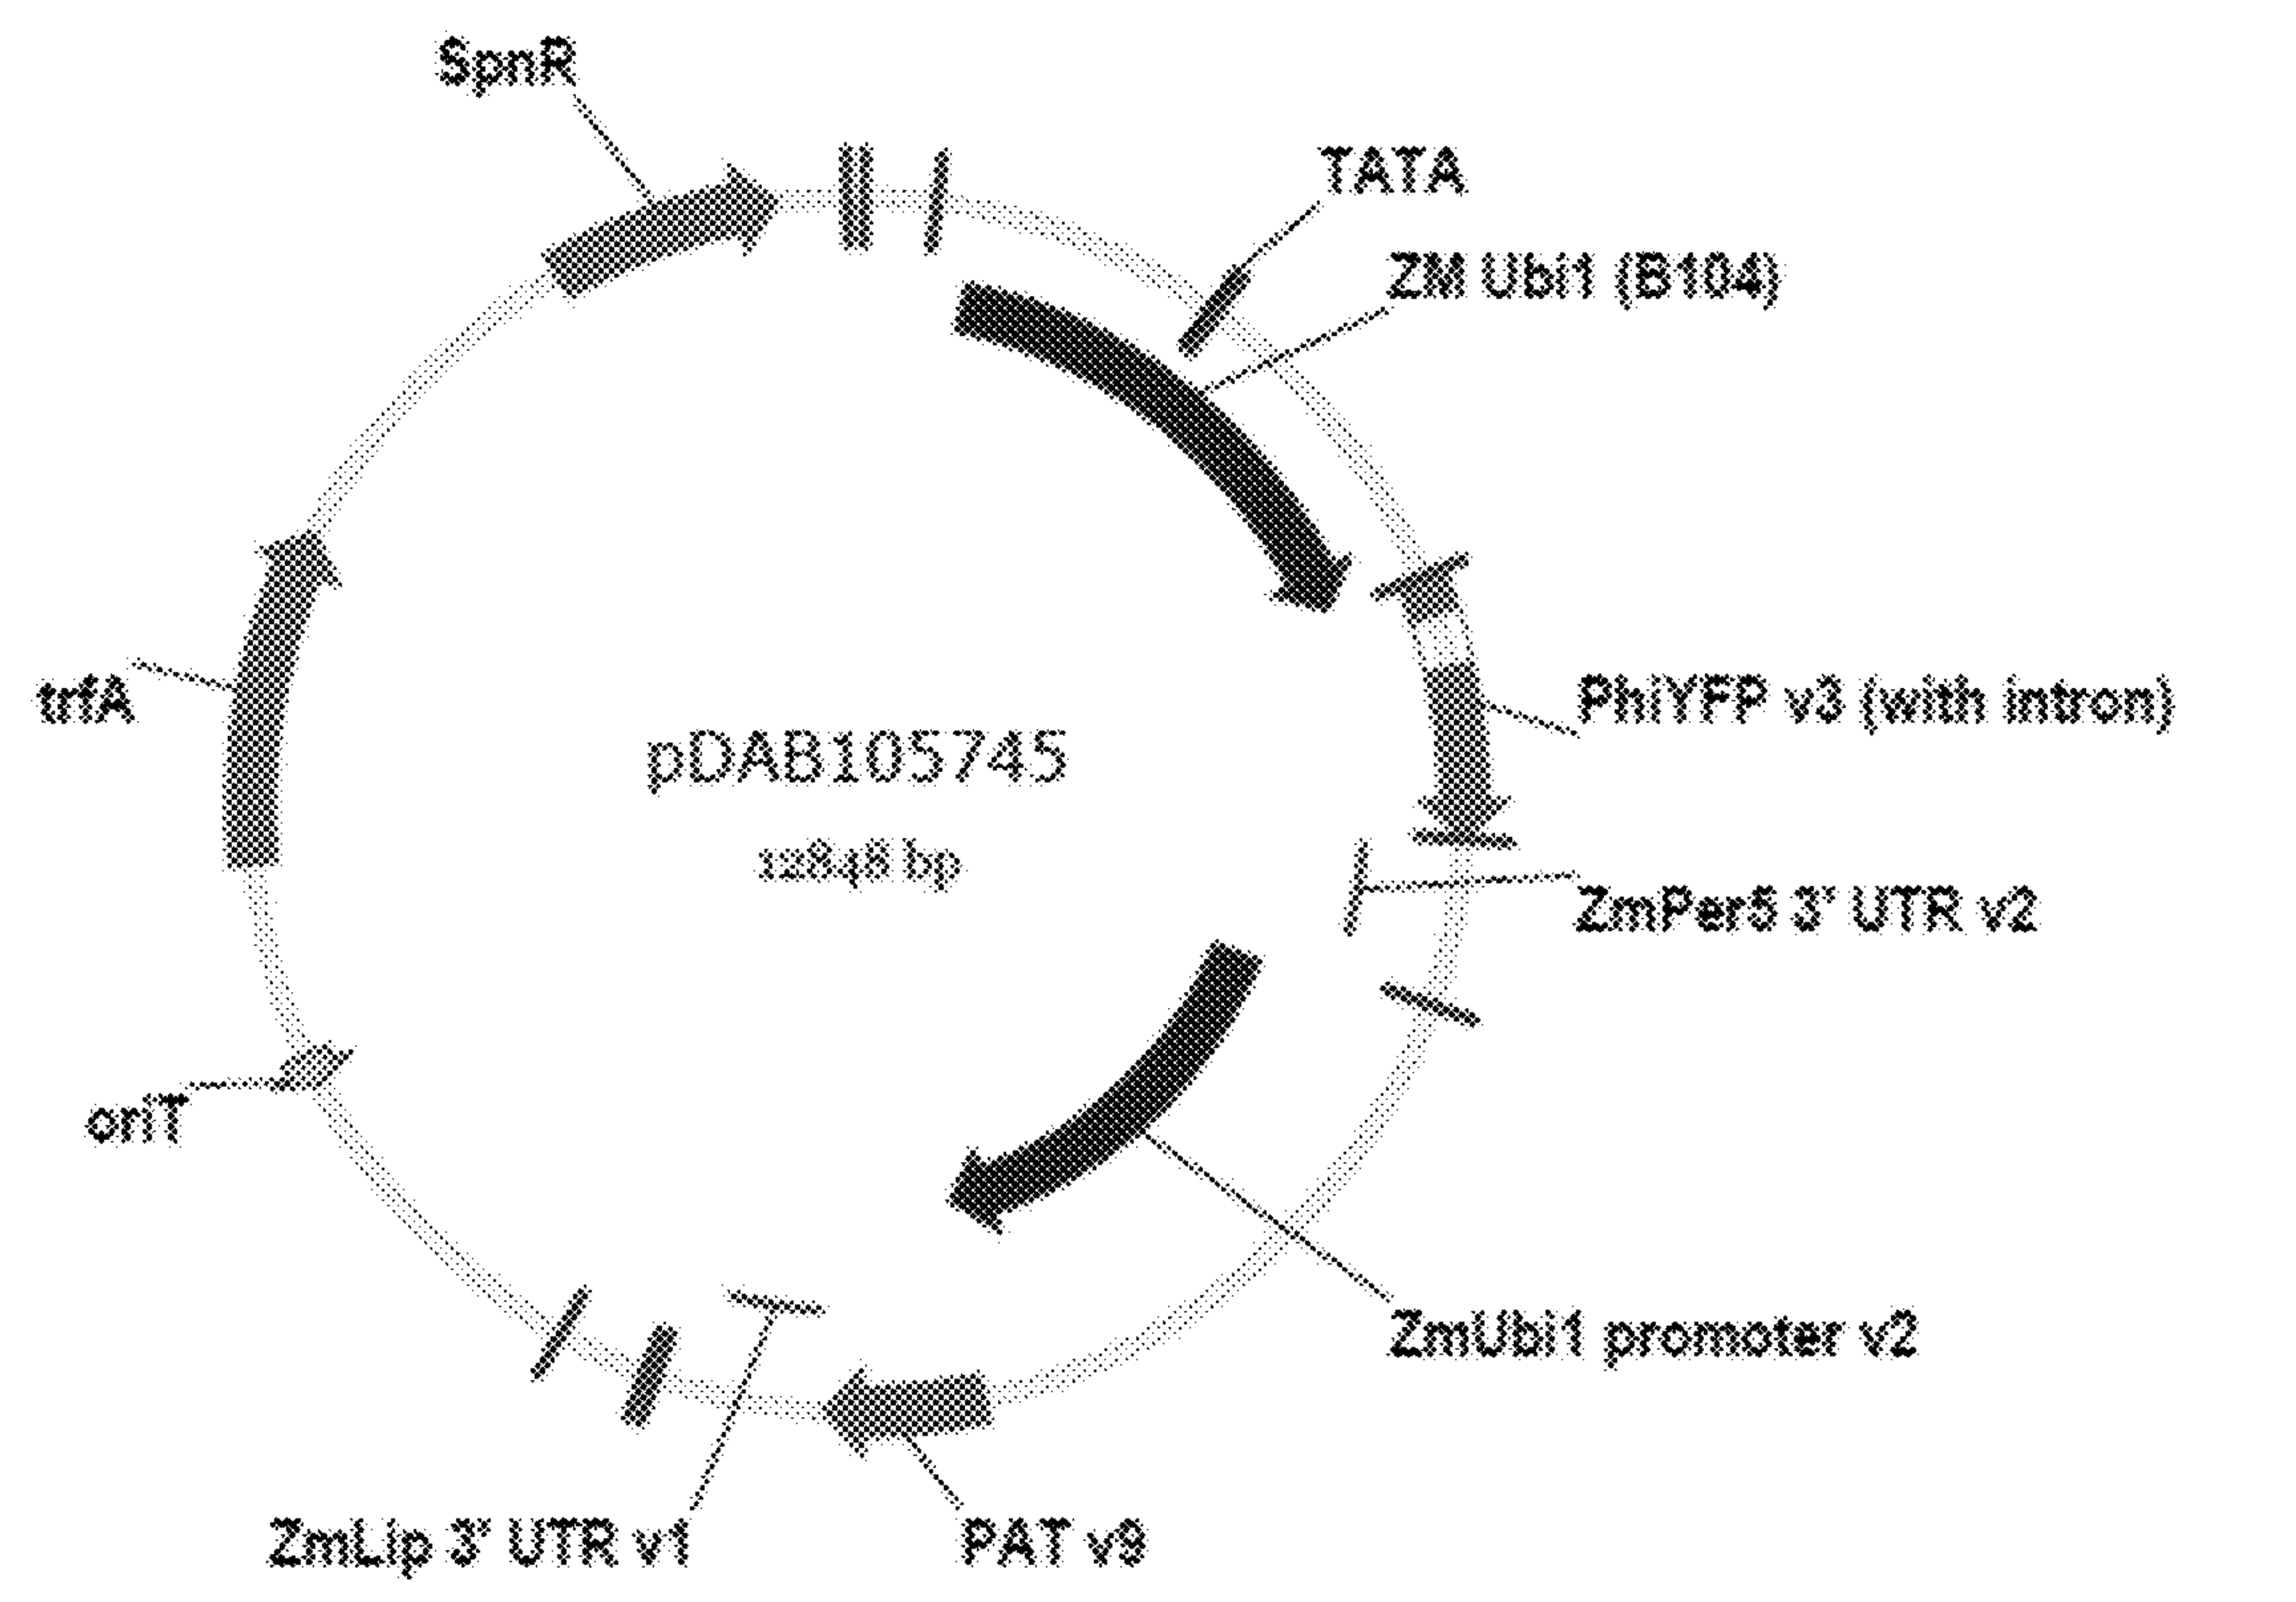 SpnR
TATA
ZM Ubi1 (B104)
trfA
PhiYFP v3 (with intron)
pDAB105745
bp
ZmPer5 3' UTR v2
oriT
ZmUbi1 promoter v2
ZmLip 3' UTR v1
PAT v9